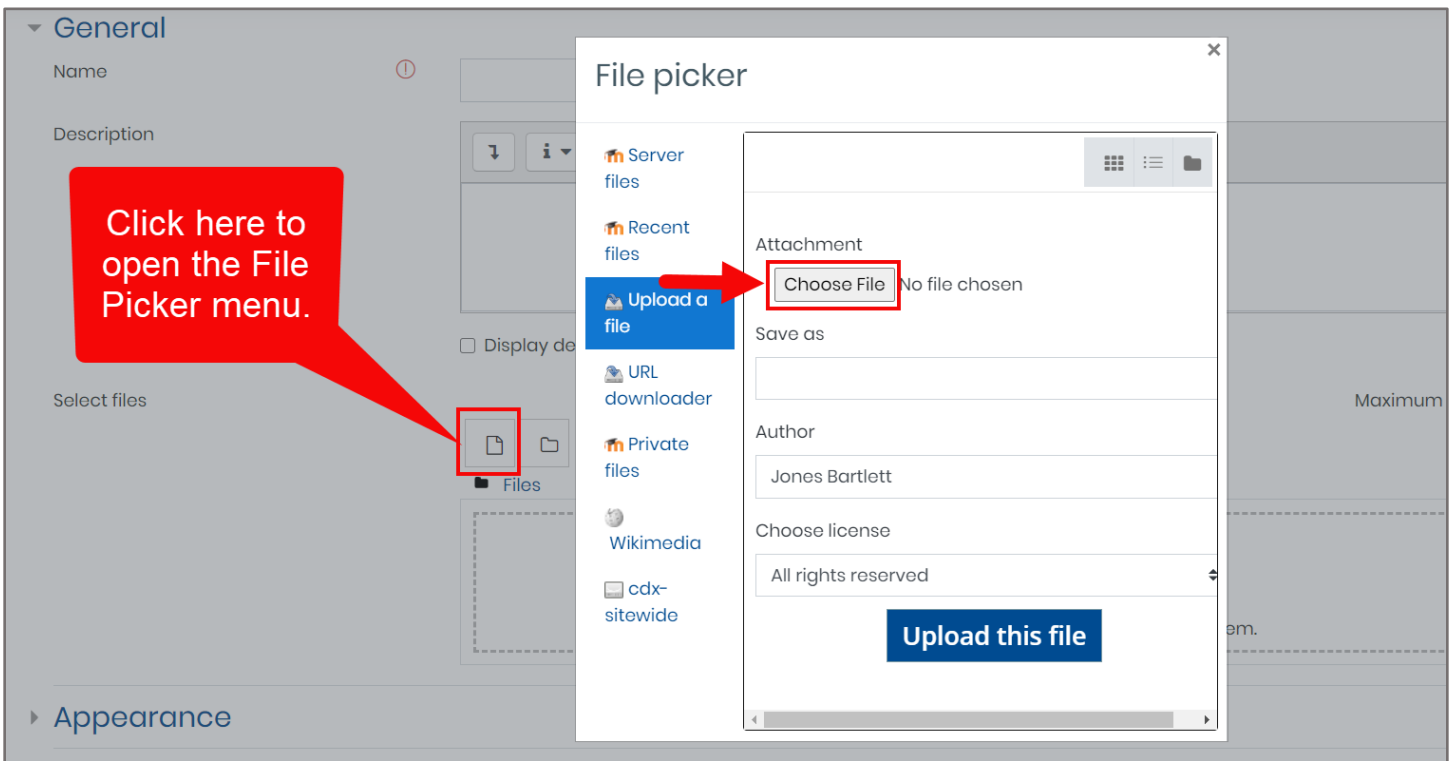 General
Name
Description
i
Click here to
open the File
Picker menu.
Display de
Select files
Maximum
Files
em.
Appearance
File picker
×
Server
files
Recent
files
Upload a
file
URL
downloader
Private
files
Wikimedia
cdx-
sitewide
Attachment
Choose File No file chosen
Save as
Author
Jones Bartlett
Choose license
All rights reserved
Upload this file